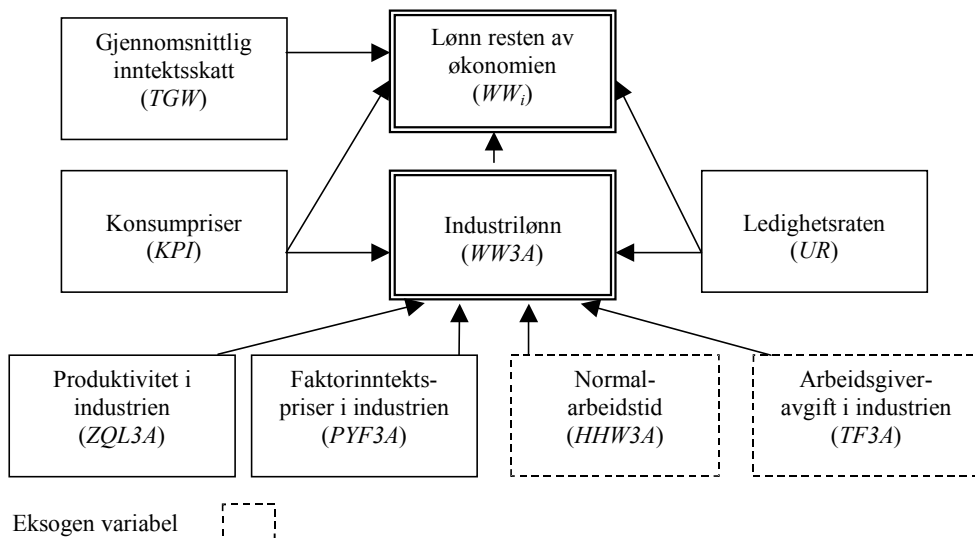 Gjennomsnittlig
inntektsskatt
(TGW)
Lønn resten av
økonomien
(WWi)
Konsumpriser
(KPI)
Industrilønn
(WW3A)
Ledighetsraten
(UR)
Produktivitet i
industrien
(ZQL3A)
Faktorinntekts-
priser i industrien
(PYF3A)
Normal-
arbeidstid
(HHW3A)
Arbeidsgiver-
avgift i industrien
(TF3A)
Eksogen variabel